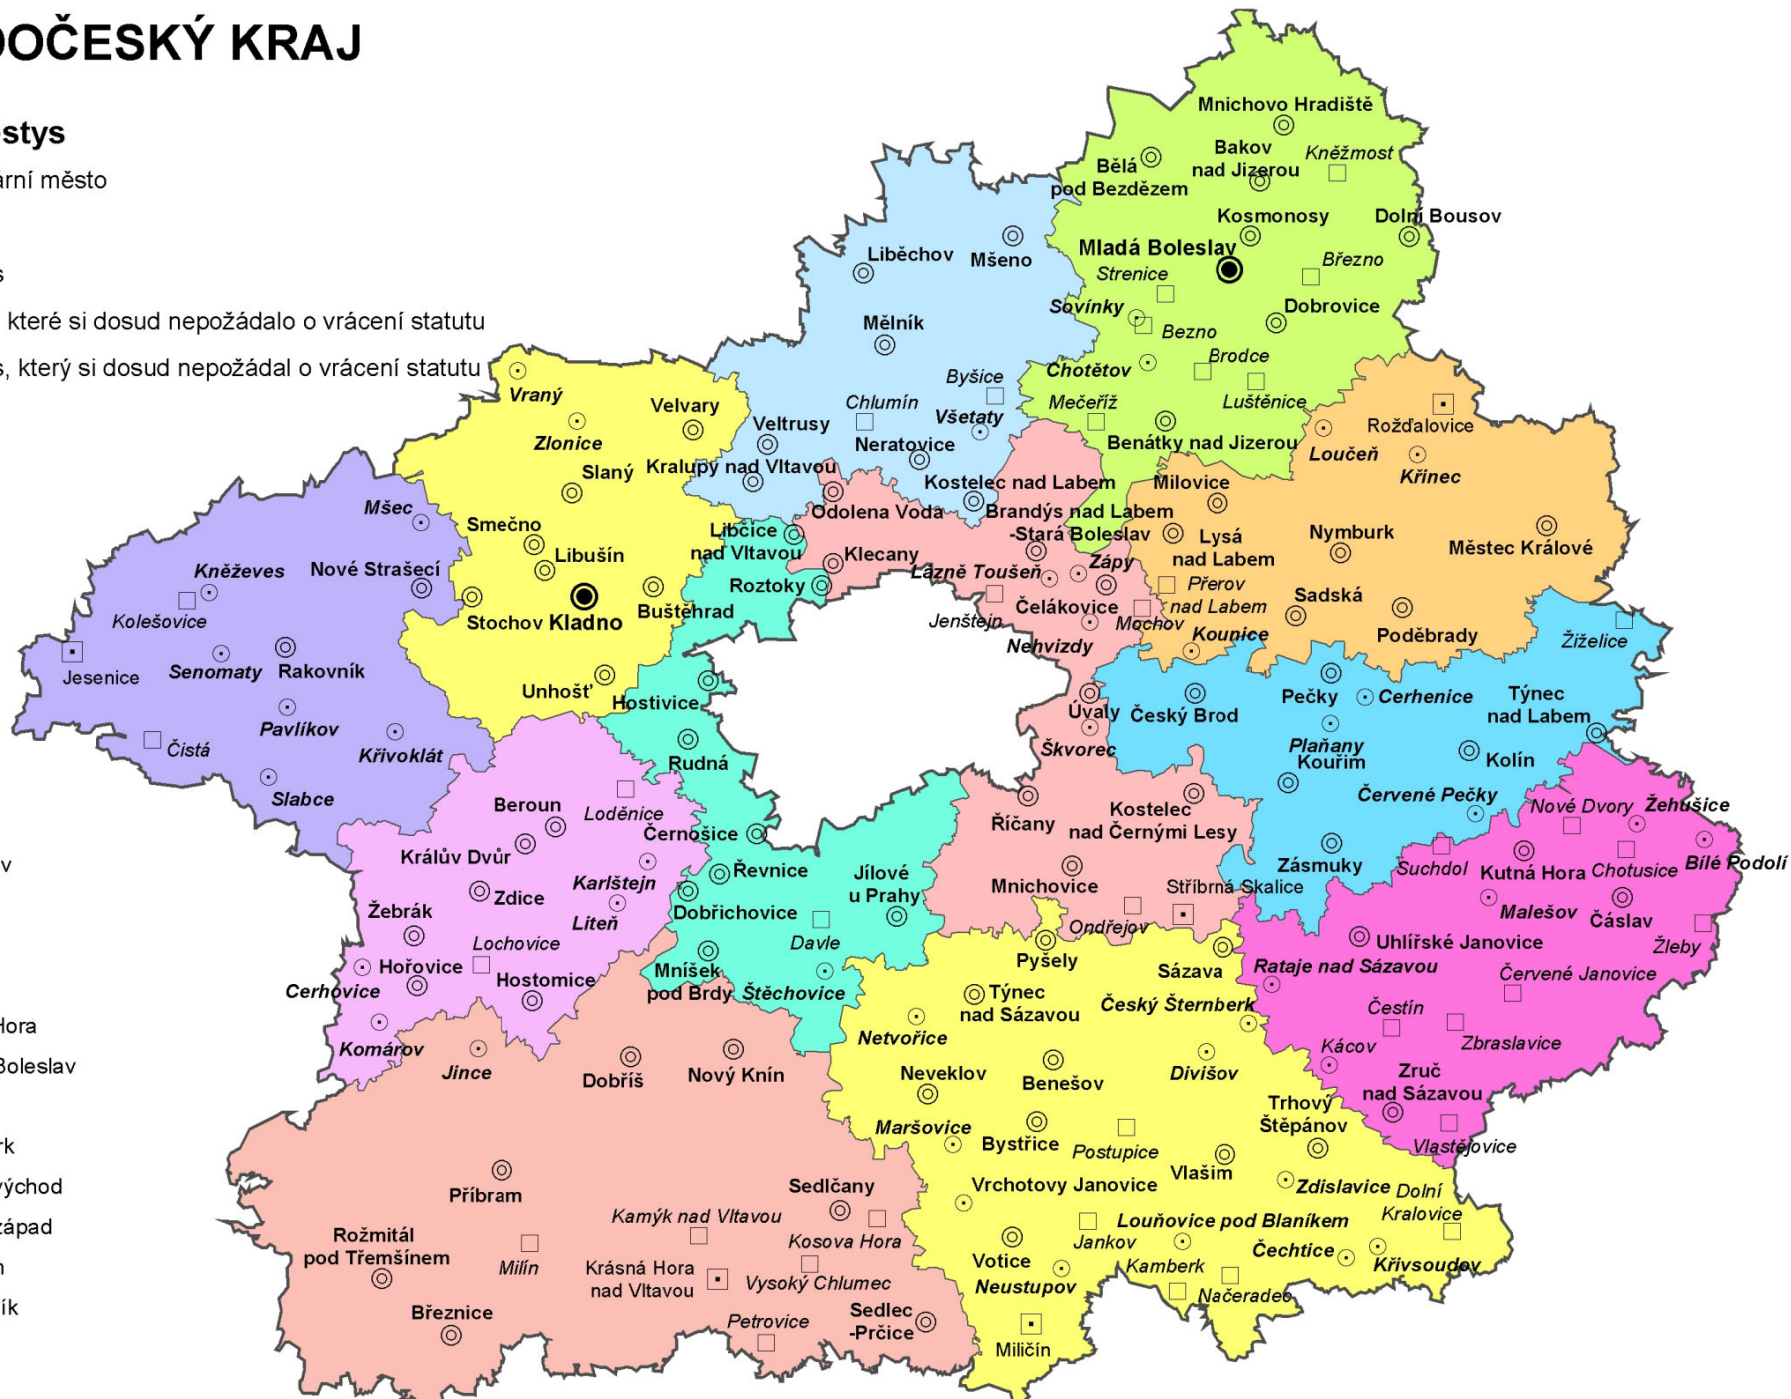 DOČESKÝ KRAJ
stys
ární město
s
které si dosud nepožádalo o vrácení statutu
s, který si dosud nepožádal o vrácení statutu
v
Hora
Boleslav
rk
východ
západ
m
ík
Mnichovo Hradiště
Bakov
nad Jizerou
Kněžmost
Bělá
pod Bezdězem
Kosmonosy
Dolní Bousov
Mladá Boleslav
Strenice
Březno
Sovínky
Bezno
Dobrovice
Chotětov
Brodce
Mečeříž
Luštěnice
Benátky nad Jizerou
Liběchov
Mšeno
Mělník
Byšice
Chlumín
Všetaty
Veltrusy
Neratovice
Kralupy nad Vltavou
Kostelec nad Labem
Vraný
Velvary
Zlonice
Slaný
Smečno
Libušín
Stochov
Kladno
Buštěhrad
Unhošť
Mšec
Kněževes
Nové Strašecí
Kolešovice
Jesenice
Senomaty
Rakovník
Pavlíkov
Čistá
Křivoklát
Slabce
Odolena Voda
Brandýs nad Labem
-Stará Boleslav
Klecany
Lázně Toušeň
Zápy
Jenštejn
Čelákovice
Mochov
Nehvizdy
Úvaly
Škvorec
Říčany
Kostelec
nad Černými Lesy
Mnichovice
Stříbrná Skalice
Ondřejov
Libčice
nad Vltavou
Roztoky
Hostivice
Rudná
Černošice
Řevnice
Jílové
u Prahy
Dobřichovice
Davle
Mníšek
pod Brdy
Štěchovice
Rožďalovice
Loučeň
Křinec
Milovice
Lysá
nad Labem
Nymburk
Městec Králové
Přerov
nad Labem
Sadská
Kounice
Poděbrady
Žiželice
Český Brod
Pečky
Cerhenice
Týnec
nad Labem
Plaňany
Kouřim
Kolín
Červené Pečky
Zásmuky
Nové Dvory
Žehušice
Suchdol
Kutná Hora
Chotusice
Bílé Podolí
Malešov
Čáslav
Uhlířské Janovice
Žleby
Rataje nad Sázavou
Červené Janovice
Čestín
Zbraslavice
Kácov
Zruč
nad Sázavou
Vlastějovice
Beroun
Loděnice
Králův Dvůr
Karlštejn
Zdice
Liteň
Žebrák
Lochovice
Hořovice
Hostomice
Cerhovice
Komárov
Jince
Dobříš
Nový Knín
Příbram
Sedlčany
Kamýk nad Vltavou
Kosova Hora
Rožmitál
pod Třemšínem
Milín
Krásná Hora
nad Vltavou
Vysoký Chlumec
Březnice
Petrovice
Sedlec
-Prčice
Pyšely
Sázava
Týnec
nad Sázavou
Český Šternberk
Netvořice
Neveklov
Benešov
Divišov
Maršovice
Bystřice
Postupice
Trhový
Štěpánov
Vlašim
Vrchotovy Janovice
Zdislavice
Dolní
Kralovice
Votice
Jankov
Louňovice pod Blaníkem
Čechtice
Křivsoudov
Neustupov
Kamberk
Načeradec
Miličín